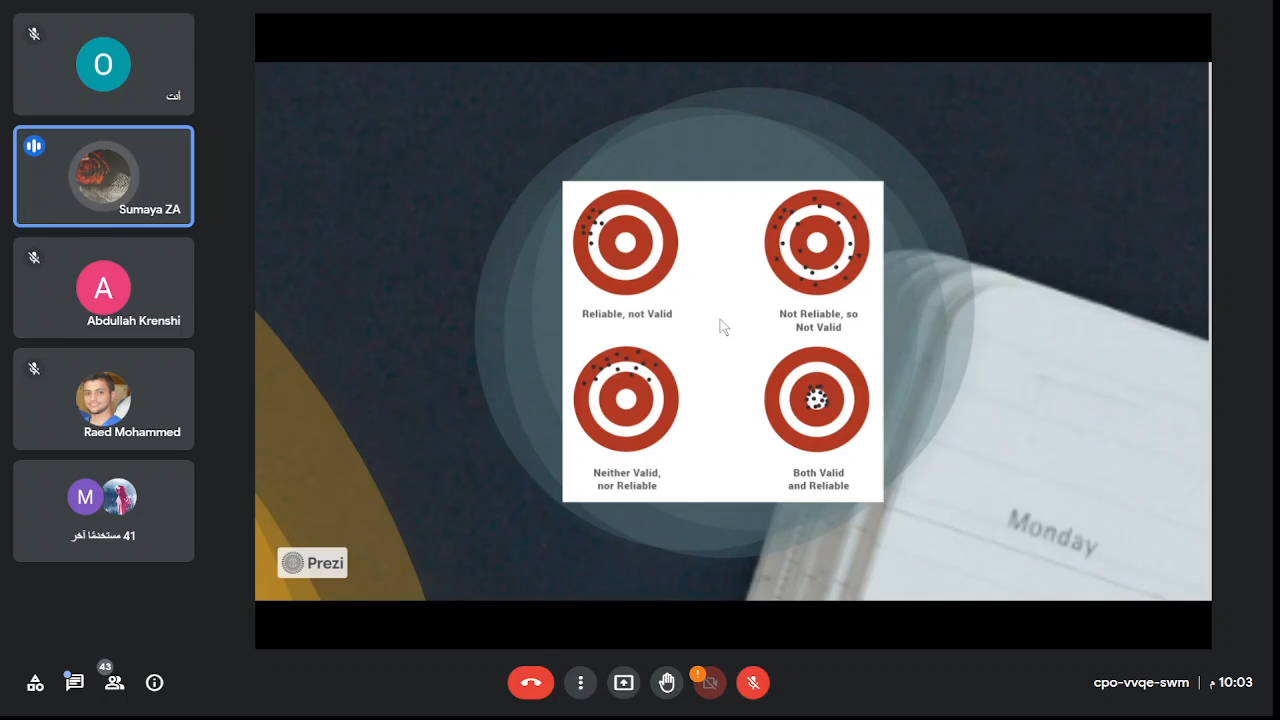 O
أنت
Sumaya ZA
A
Abdullah Krenshi
Raed Mohammed
M
41 مستخدمًا آخر
Reliable, not Valid
Not Reliable, so
Not Valid
Neither Valid,
nor Reliable
Both Valid
and Reliable
Monday
Prezi
43
!
cpo-vvqe-swm | 10:03 م